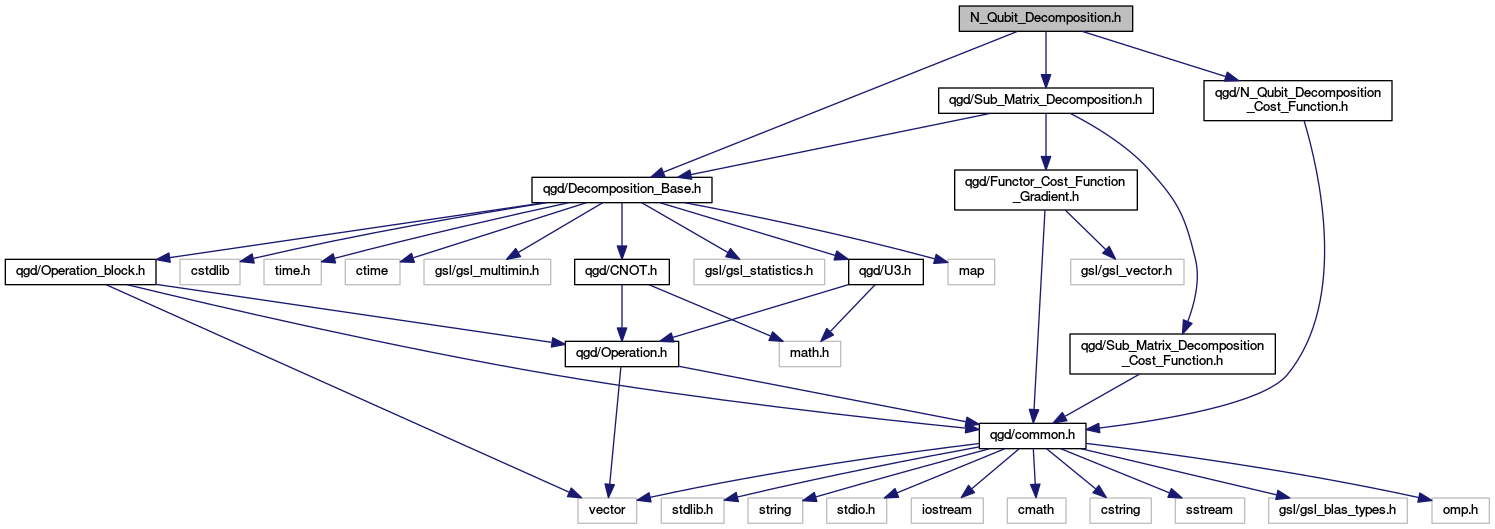 N_Qubit_Decomposition.h
qgd/Sub_Matrix_Decomposition.h
qgd/N_Qubit_Decomposition
_Cost_Function.h
qgd/Decomposition_Base.h
qgd/Functor_Cost_Function
_Gradient.h
qgd/Operation_block.h
cstdlib
time.h
ctime
gsl/gsl_multimin.h
qgd/CNOT.h
gsl/gsl_statistics.h
qgd/U3.h
map
gsl/gsl_vector.h
qgd/Operation.h
math.h
qgd/Sub_Matrix_Decomposition
_Cost_Function.h
qgd/common.h
vector
stdlib.h
string
stdio.h
iostream
cmath
cstring
sstream
gsl/gsl_blas_types.h
omp.h